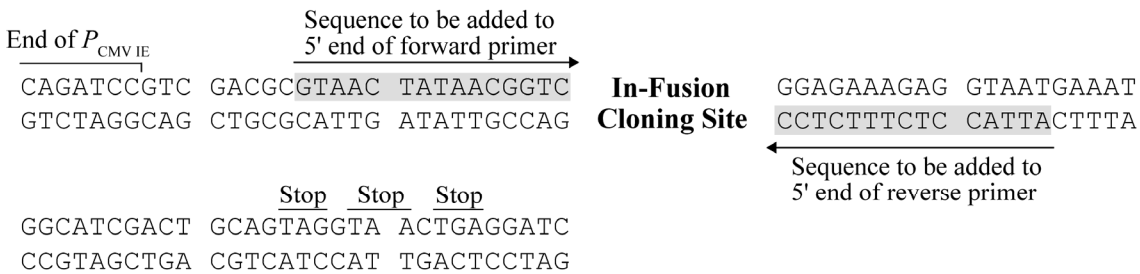 Sequence to be added to
5' end of forward primer
End of P CMV IE
CAGATCCGTC GACGCGTAAC TATAACGGTC In-Fusion GGAGAAAGAG GTAATGAAAT
GTCTAGGCAG CTGCGCATTG ATATTGCCAG Cloning Site CCTCTTTCTC CATTACTTTA
Sequence to be added to
5' end of reverse primer
Stop Stop Stop
GGCATCGACT GCAGTAGGTA ACTGAGGATC
CCGTAGCTGA CGTCATCCAT TGACTCCTAG